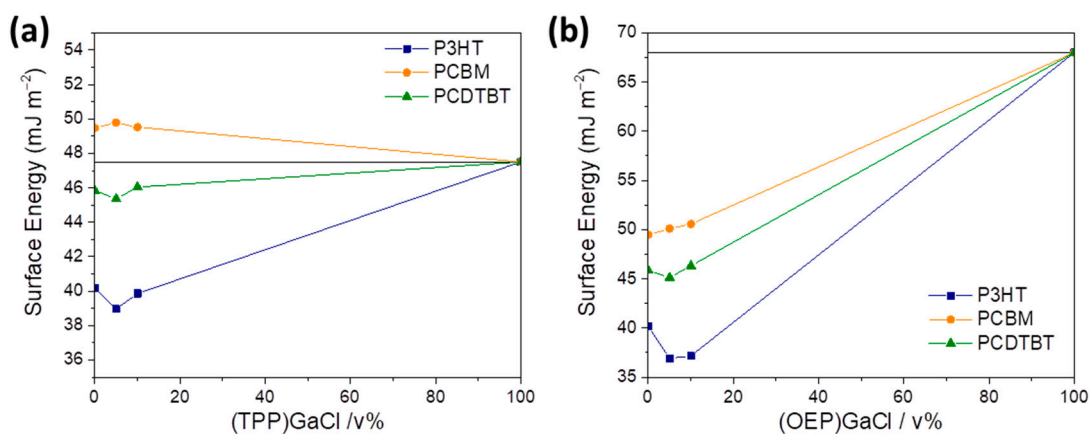 (a)
54
52
50
48
46
44
42
40
38
36
Surface Energy (mJ m⁻²)
P3HT
PCBM
PCDTBT
0 20 40 60 80 100
(TPP)GaCl /v%
(b)
70
65
60
55
50
45
40
35
Surface Energy (mJ m⁻²)
P3HT
PCBM
PCDTBT
0 20 40 60 80 100
(OEP)GaCl / v%